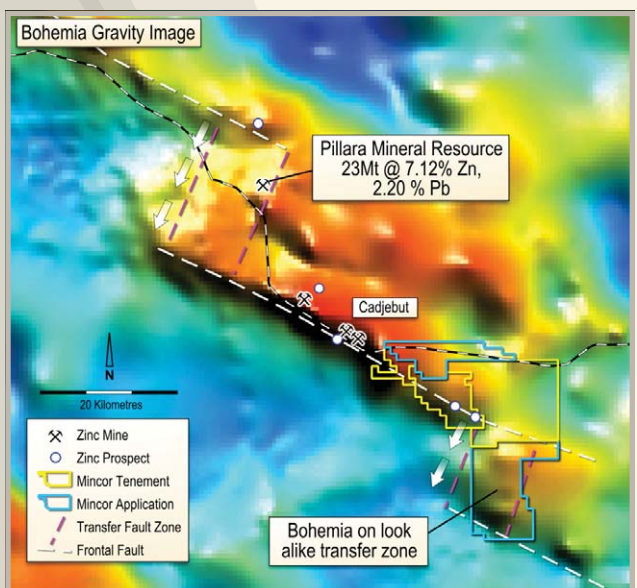 Bohemia Gravity Image
Pillara Mineral Resource
23Mt @ 7.12% Zn,
2.20 % Pb
Cadjebut
N
20 Kilometres
Zinc Mine
Zinc Prospect
Mincor Tenement
Mincor Application
Transfer Fault Zone
Frontal Fault
Bohemia on look
alike transfer zone